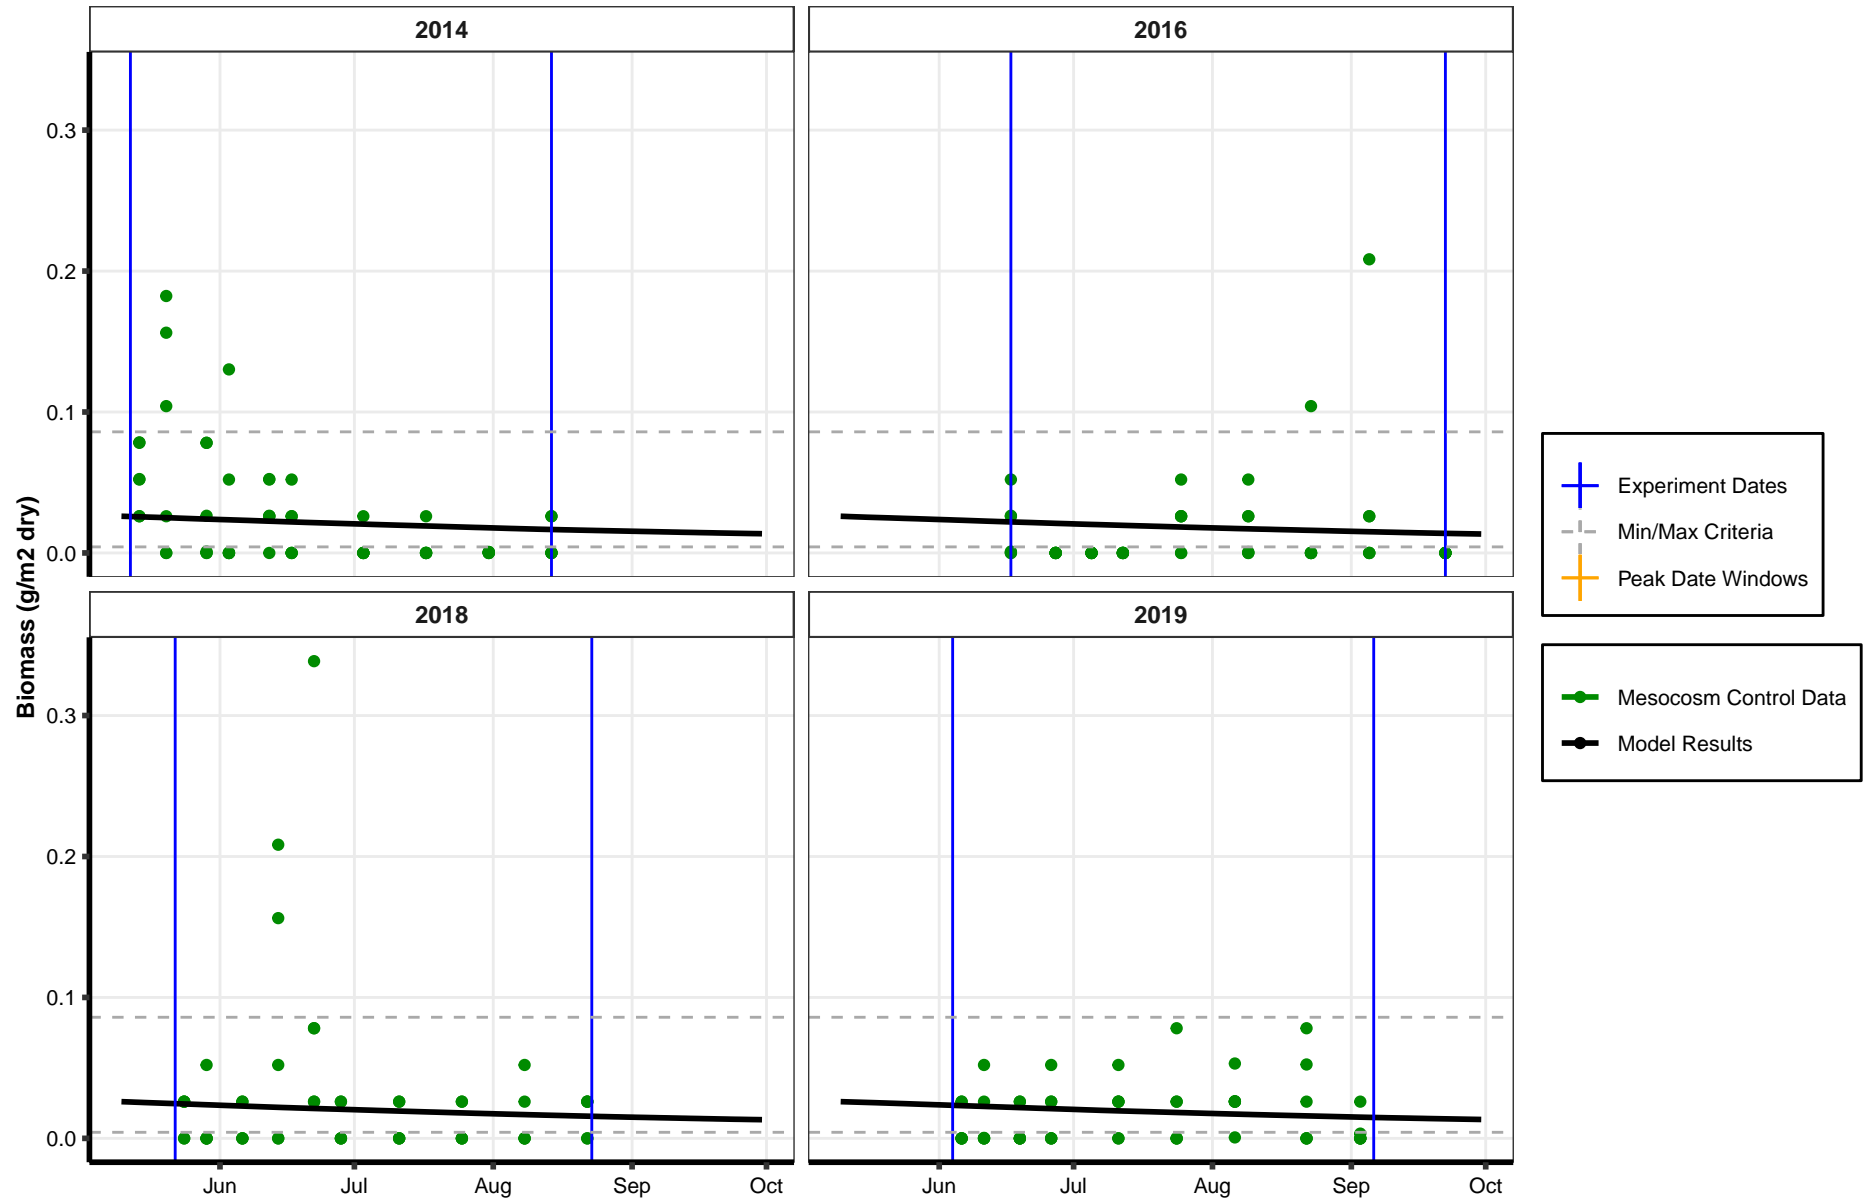 2014
2016
0.3
0.2
0.1
0.0
2018
2019
0.3
0.2
0.1
0.0
Jun
Jul
Aug
Sep
Oct
Jun
Jul
Aug
Sep
Oct
Biomass (g/m2 dry)
Experiment Dates
Min/Max Criteria
Peak Date Windows
Mesocosm Control Data
Model Results